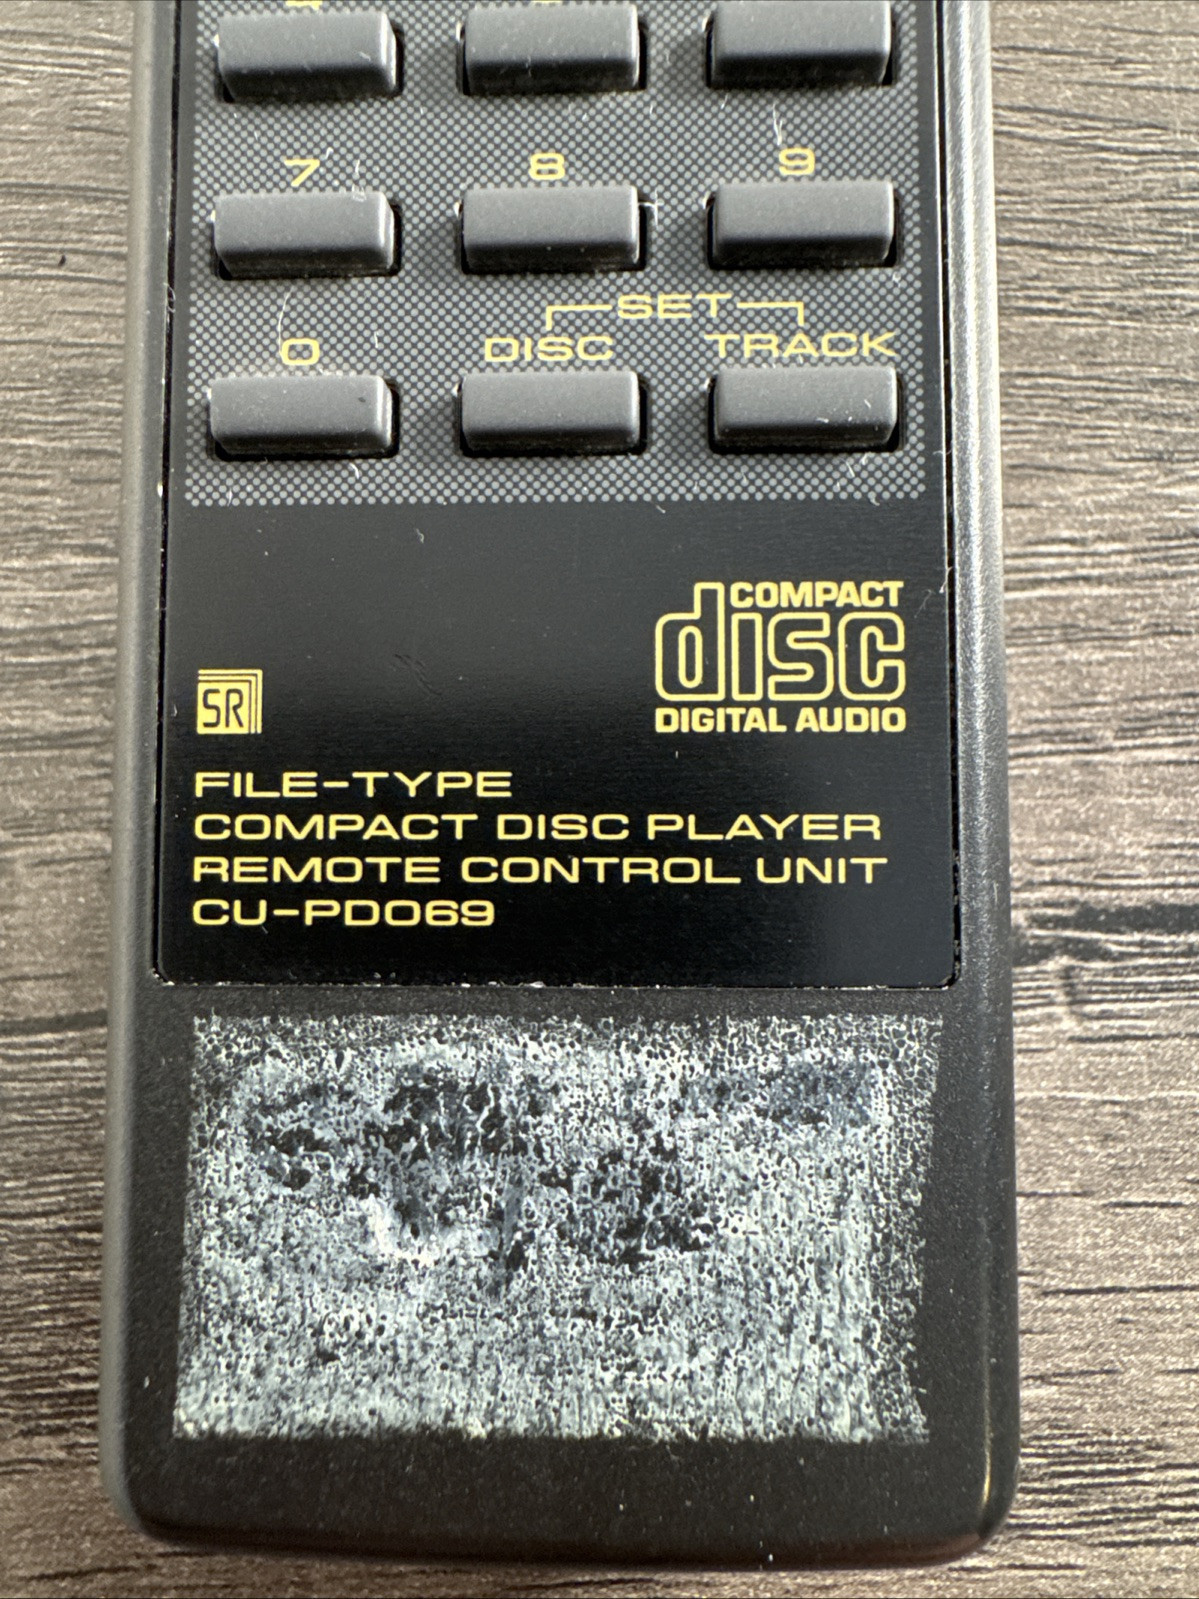 7 8 9
SET
0 DISC TRACK
COMPACT
disc
DIGITAL AUDIO
SR
FILE-TYPE
COMPACT DISC PLAYER
REMOTE CONTROL UNIT
CU-PD069